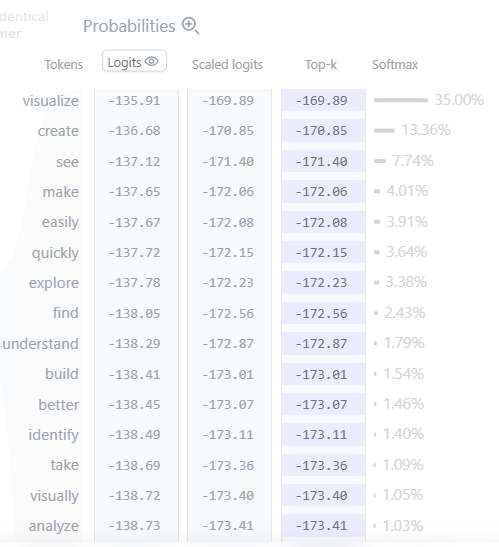 dentical
mer
Probabilities
Tokens Logits Scaled logits Top-k Softmax
visualize -135.91 -169.89 -169.89 35.00%
create -136.68 -170.85 -170.85 13.36%
see -137.12 -171.40 -171.40 7.74%
make -137.65 -172.06 -172.06 4.01%
easily -137.67 -172.08 -172.08 3.91%
quickly -137.72 -172.15 -172.15 3.64%
explore -137.78 -172.23 -172.23 3.38%
find -138.05 -172.56 -172.56 2.43%
understand -138.29 -172.87 -172.87 1.79%
build -138.41 -173.01 -173.01 1.54%
better -138.45 -173.07 -173.07 1.46%
identify -138.49 -173.11 -173.11 1.40%
take -138.69 -173.36 -173.36 1.09%
visually -138.72 -173.40 -173.40 1.05%
analyze -138.73 -173.41 -173.41 1.03%